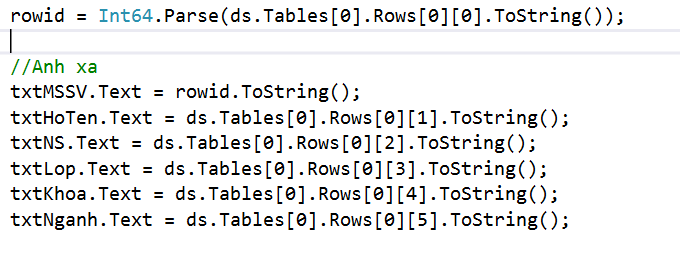 rowid = Int64.Parse(ds.Tables[0].Rows[0][0].ToString());
//Anh xa
txtMSSV.Text = rowid.ToString();
txtHoTen.Text = ds.Tables[0].Rows[0][1].ToString();
txtNS.Text = ds.Tables[0].Rows[0][2].ToString();
txtLop.Text = ds.Tables[0].Rows[0][3].ToString();
txtKhoa.Text = ds.Tables[0].Rows[0][4].ToString();
txtNganh.Text = ds.Tables[0].Rows[0][5].ToString();